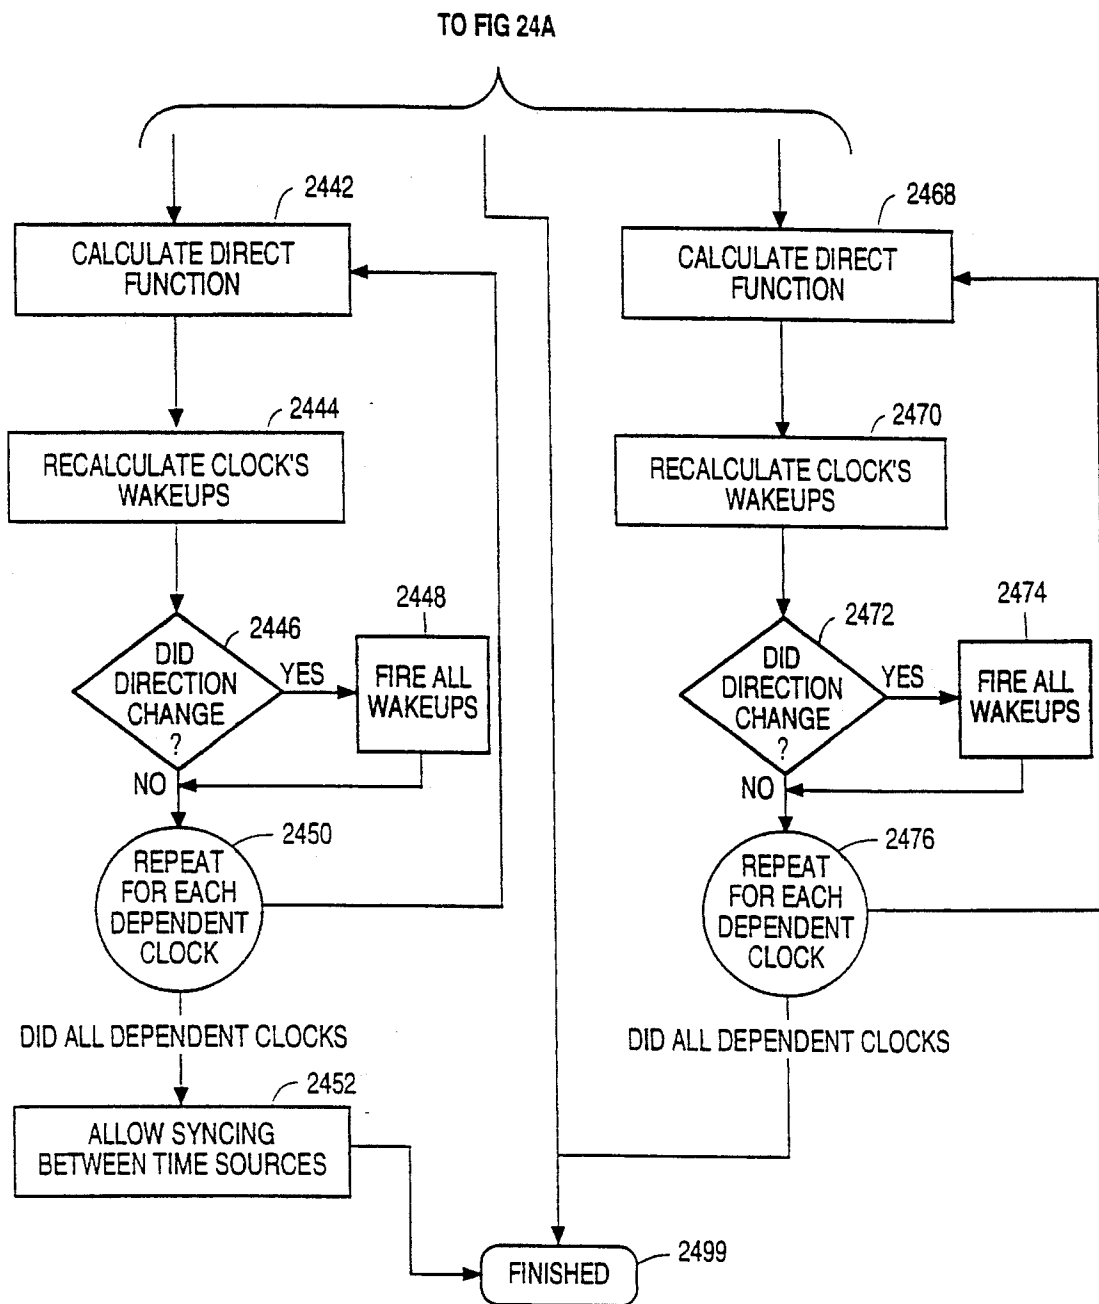 TO FIG 24A
2442
CALCULATE DIRECT
FUNCTION
2444
RECALCULATE CLOCK'S
WAKEUPS
2446
DID
DIRECTION
CHANGE
?
YES
NO
2448
FIRE ALL
WAKEUPS
2450
REPEAT
FOR EACH
DEPENDENT
CLOCK
DID ALL DEPENDENT CLOCKS
2452
ALLOW SYNCING
BETWEEN TIME SOURCES
2468
CALCULATE DIRECT
FUNCTION
2470
RECALCULATE CLOCK'S
WAKEUPS
2472
DID
DIRECTION
CHANGE
?
YES
NO
2474
FIRE ALL
WAKEUPS
2476
REPEAT
FOR EACH
DEPENDENT
CLOCK
DID ALL DEPENDENT CLOCKS
2499
FINISHED